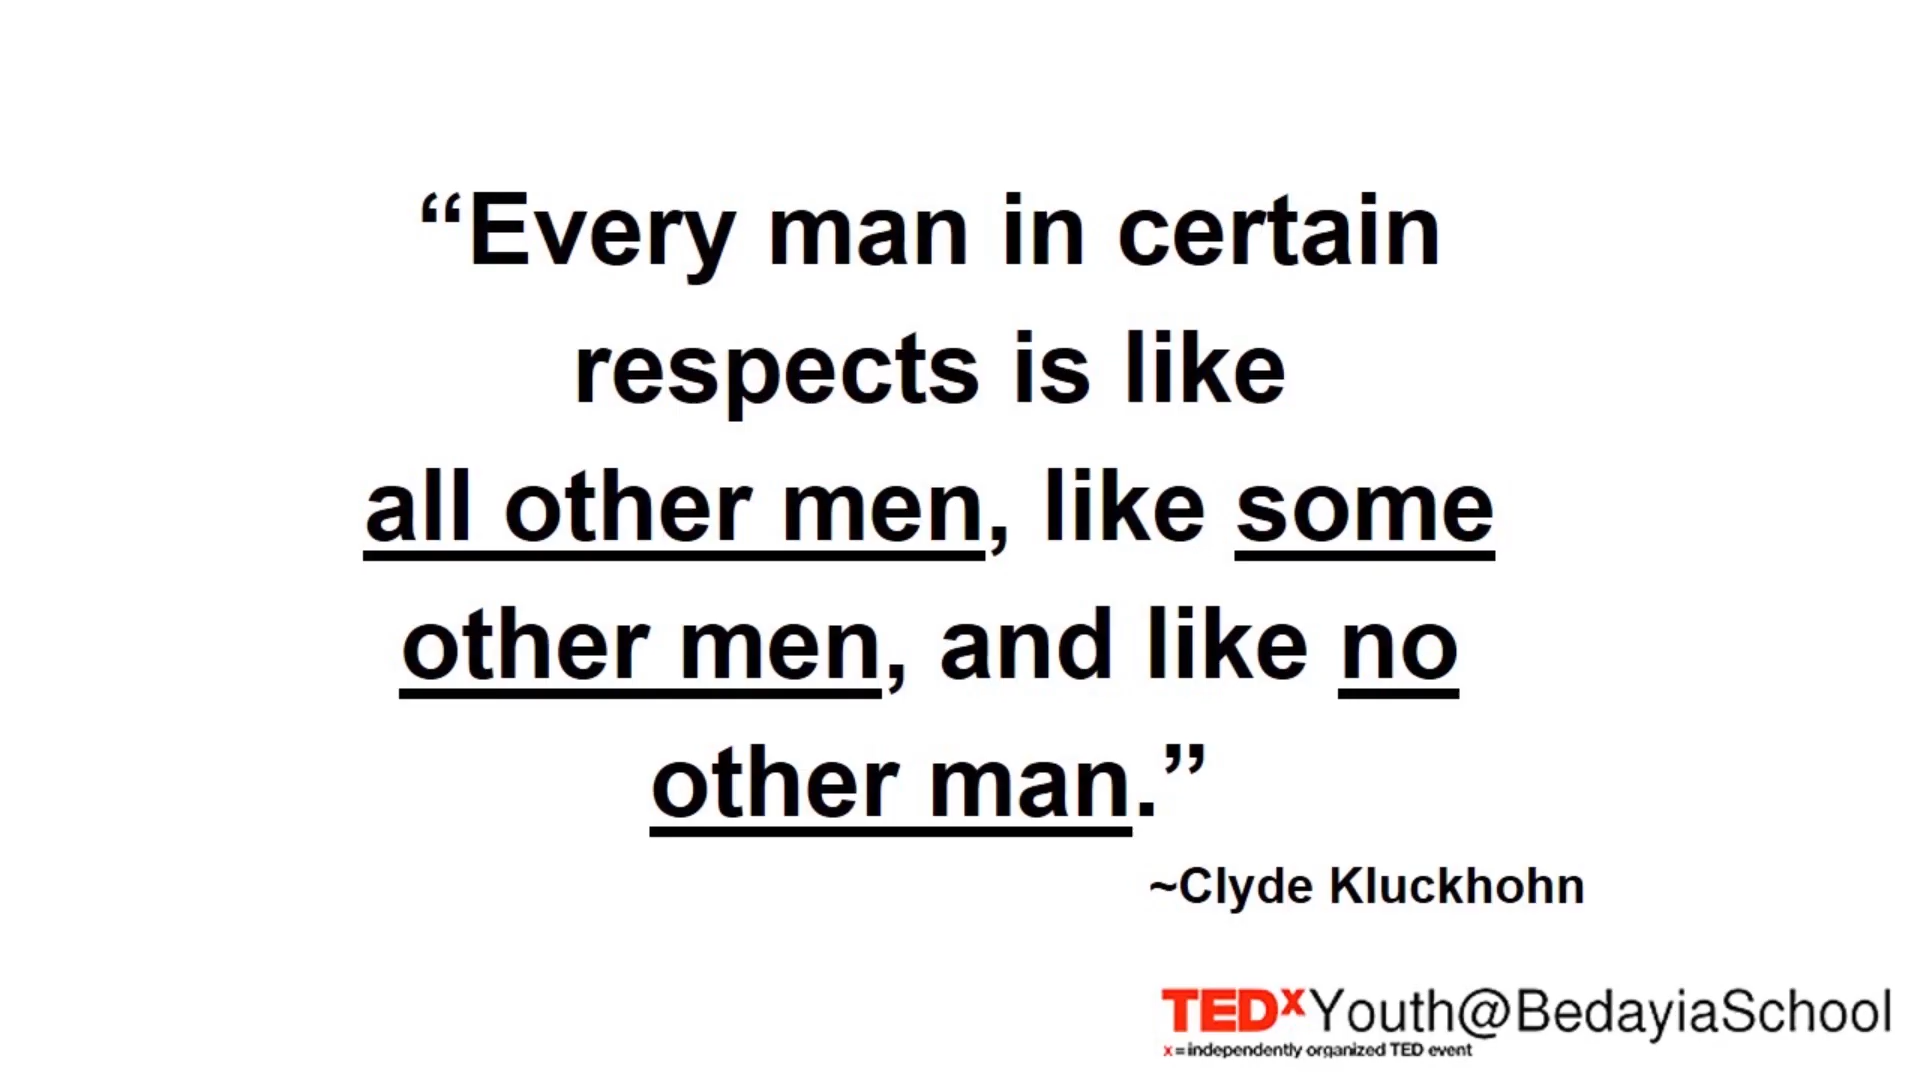 “Every man in certain
respects is like
all other men, like some
other men, and like no
other man.”
~Clyde Kluckhohn
TEDxYouth@BedayiaSchool
x=independently organized TED event